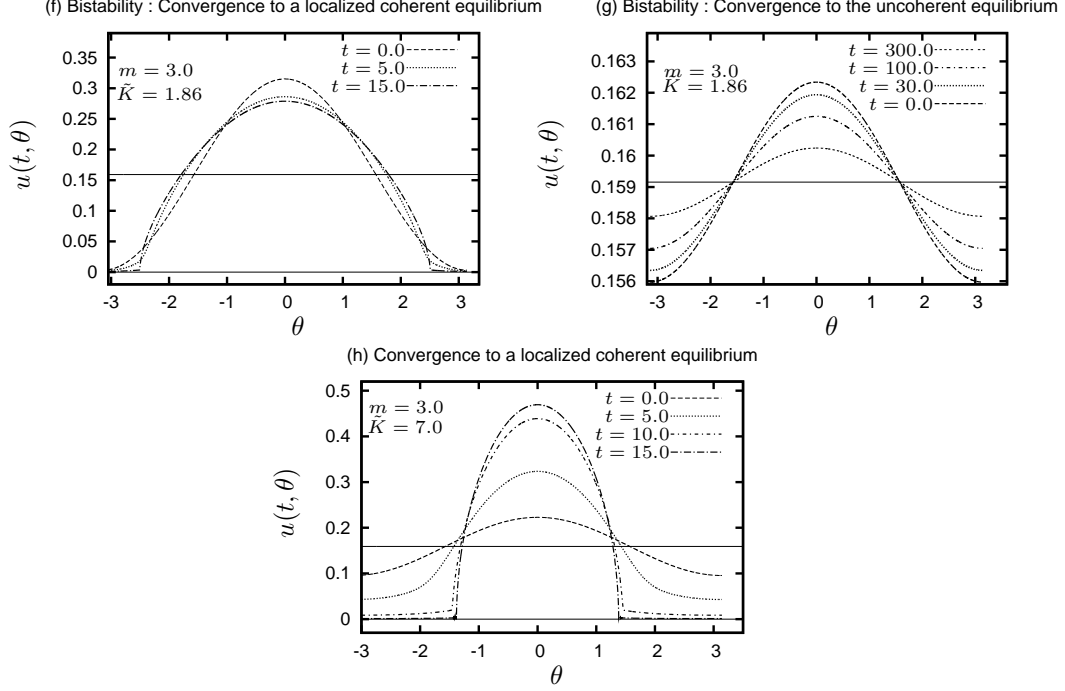 (f) Bistability : Convergence to a localized coherent equilibrium
u(t, θ)
0.35
0.3
0.25
0.2
0.15
0.1
0.05
0
m = 3.0
K̃ = 1.86
t = 0.0
t = 5.0
t = 15.0
-3 -2 -1 0 1 2 3
θ
(g) Bistability : Convergence to the uncoherent equilibrium
u(t, θ)
0.163
0.162
0.161
0.16
0.159
0.158
0.157
0.156
m = 3.0
K̃ = 1.86
t = 300.0
t = 100.0
t = 30.0
t = 0.0
-3 -2 -1 0 1 2 3
θ
(h) Convergence to a localized coherent equilibrium
u(t, θ)
0.5
0.4
0.3
0.2
0.1
0
m = 3.0
K̃ = 7.0
t = 0.0
t = 5.0
t = 10.0
t = 15.0
-3 -2 -1 0 1 2 3
θ